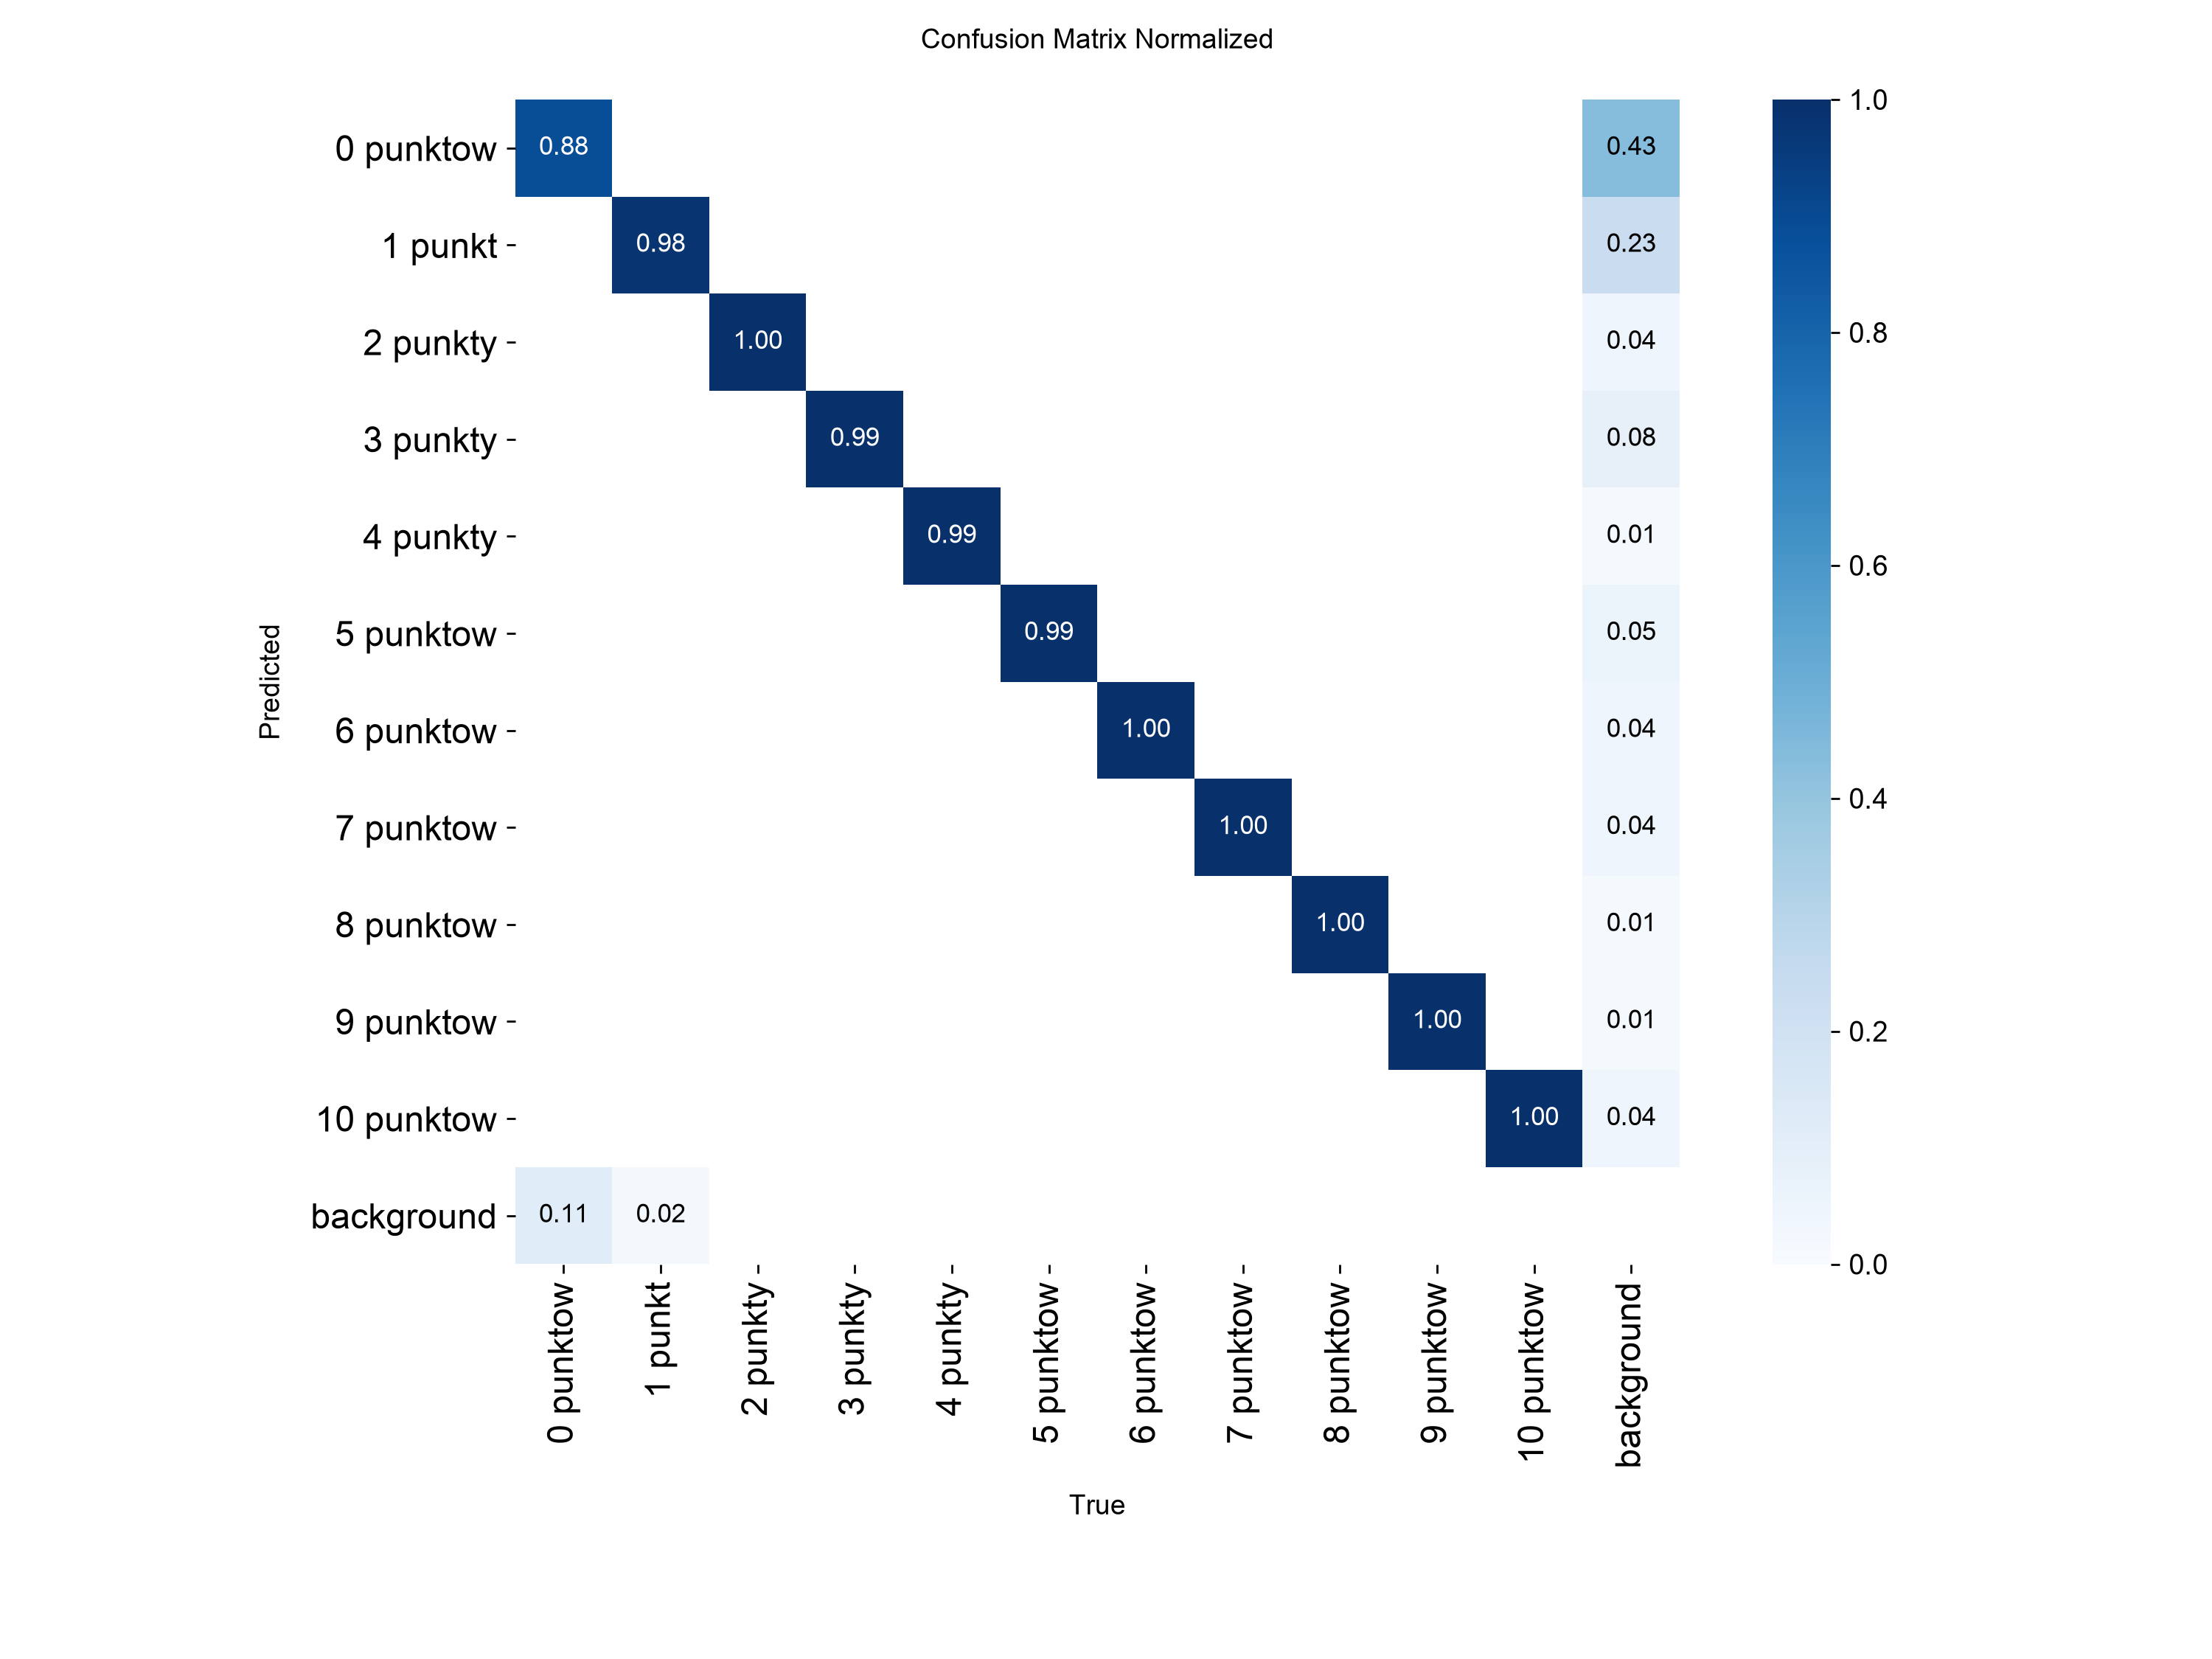 Confusion Matrix Normalized
0 punktow 0.88 0.43
1 punkt 0.98 0.23
2 punkty 1.00 0.04
3 punkty 0.99 0.08
4 punkty 0.99 0.01
5 punktow 0.99 0.05
6 punktow 1.00 0.04
7 punktow 1.00 0.04
8 punktow 1.00 0.01
9 punktow 1.00 0.01
10 punktow 1.00 0.04
background 0.11 0.02
Predicted
0 punktow
1 punkt
2 punkty
3 punkty
4 punkty
5 punktow
6 punktow
7 punktow
8 punktow
9 punktow
10 punktow
background
True
1.0
0.8
0.6
0.4
0.2
0.0